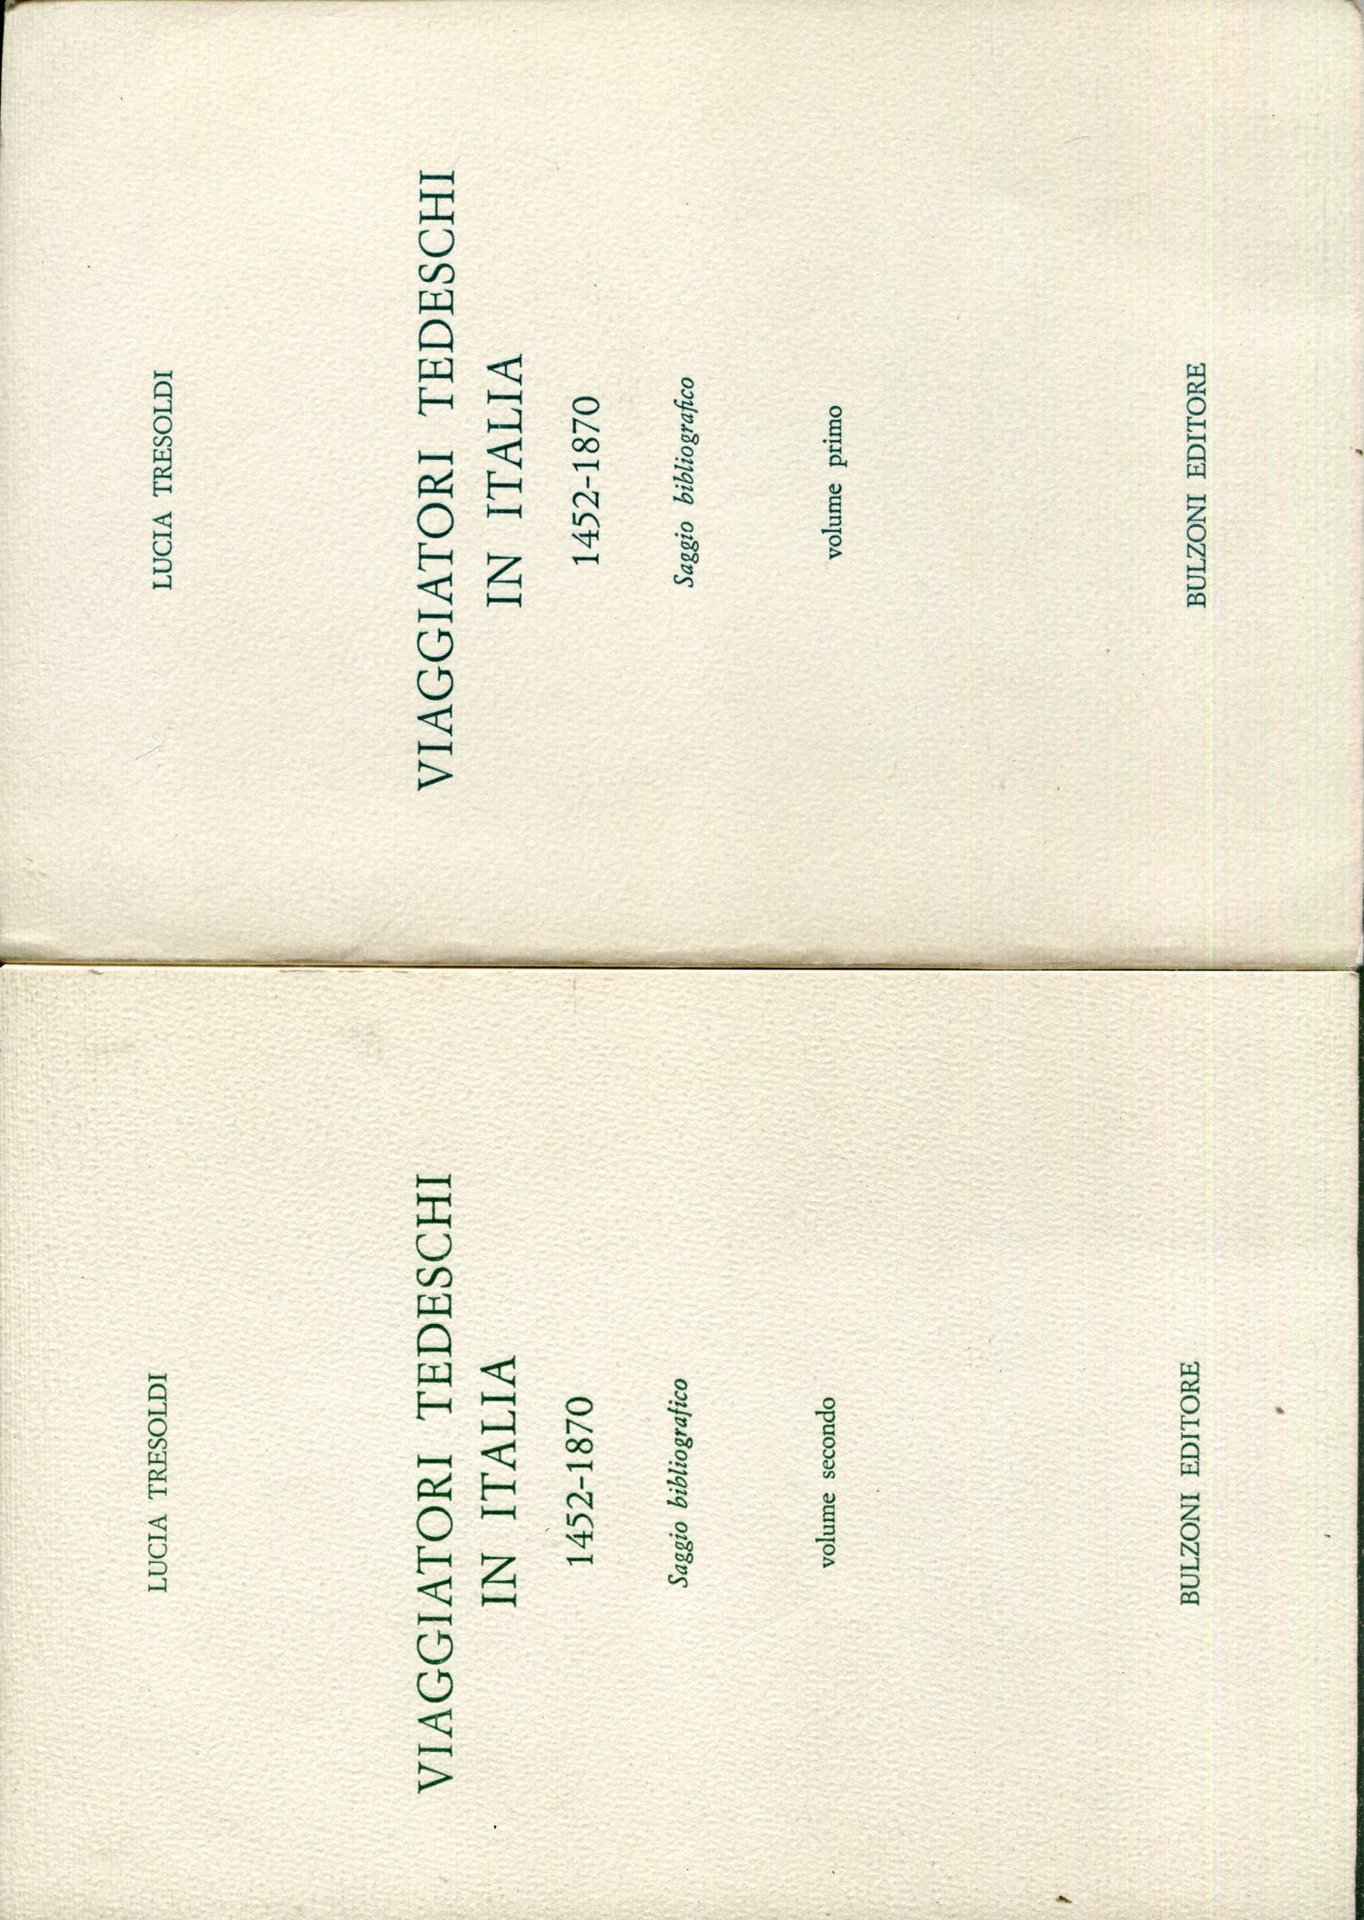 LUCIA TRESOLDI
VIAGGIATORI TEDESCHI
IN ITALIA
1452-1870
Saggio bibliografico
volume primo
BULZONI EDITORE
LUCIA TRESOLDI
VIAGGIATORI TEDESCHI
IN ITALIA
1452-1870
Saggio bibliografico
volume secondo
BULZONI EDITORE